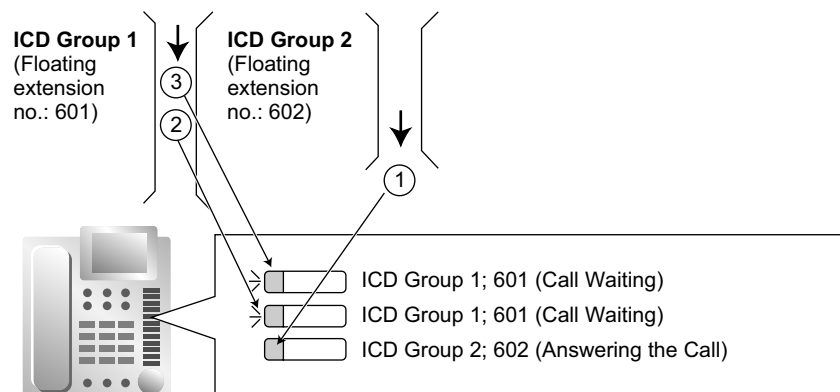 ICD Group 1
(Floating
extension
no.: 601)
ICD Group 2
(Floating
extension
no.: 602)
3
2
1
ICD Group 1; 601 (Call Waiting)
ICD Group 1; 601 (Call Waiting)
ICD Group 2; 602 (Answering the Call)